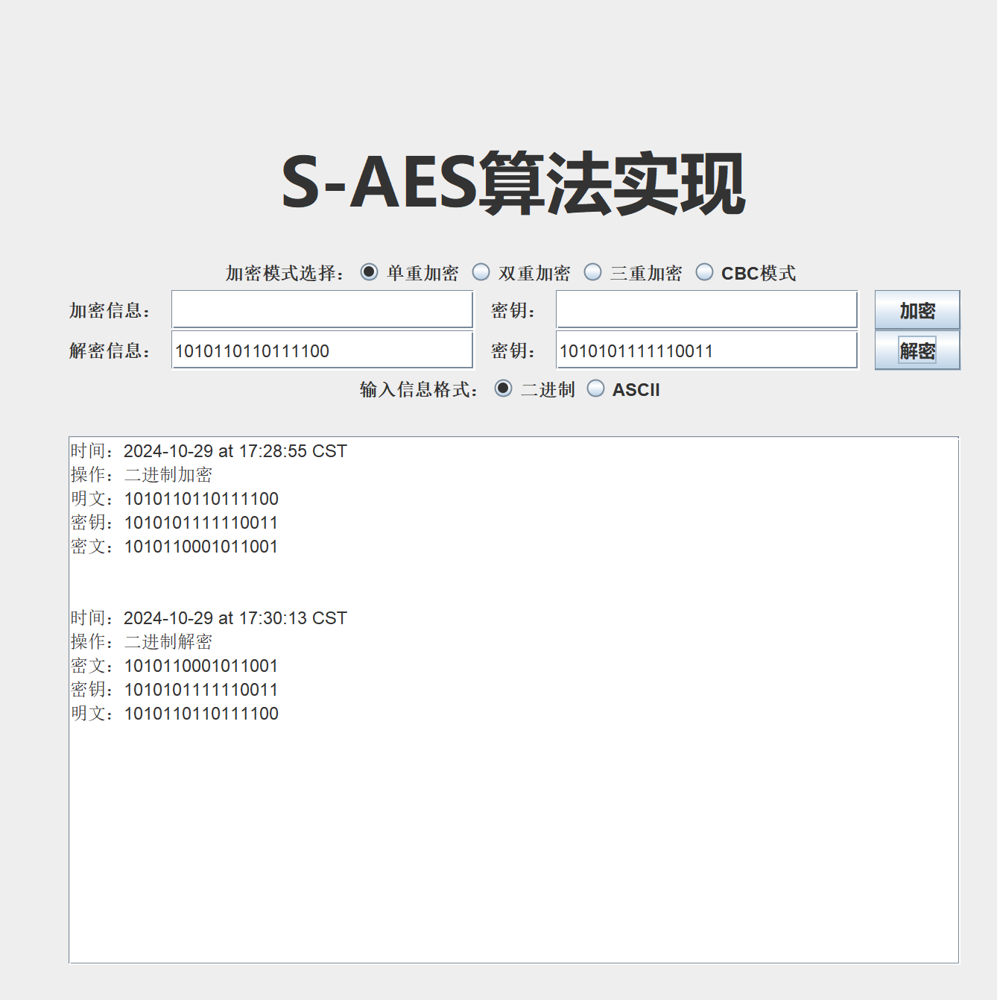 S-AES算法实现
加密模式选择： 单重加密 双重加密 三重加密 CBC模式
加密信息： 密钥： 加密
解密信息： 1010110110111100 密钥： 1010101111110011 解密
输入信息格式： 二进制 ASCII
时间：2024-10-29 at 17:28:55 CST
操作：二进制加密
明文：1010110110111100
密钥：1010101111110011
密文：1010110001011001
时间：2024-10-29 at 17:30:13 CST
操作：二进制解密
密文：1010110001011001
密钥：1010101111110011
明文：1010110110111100